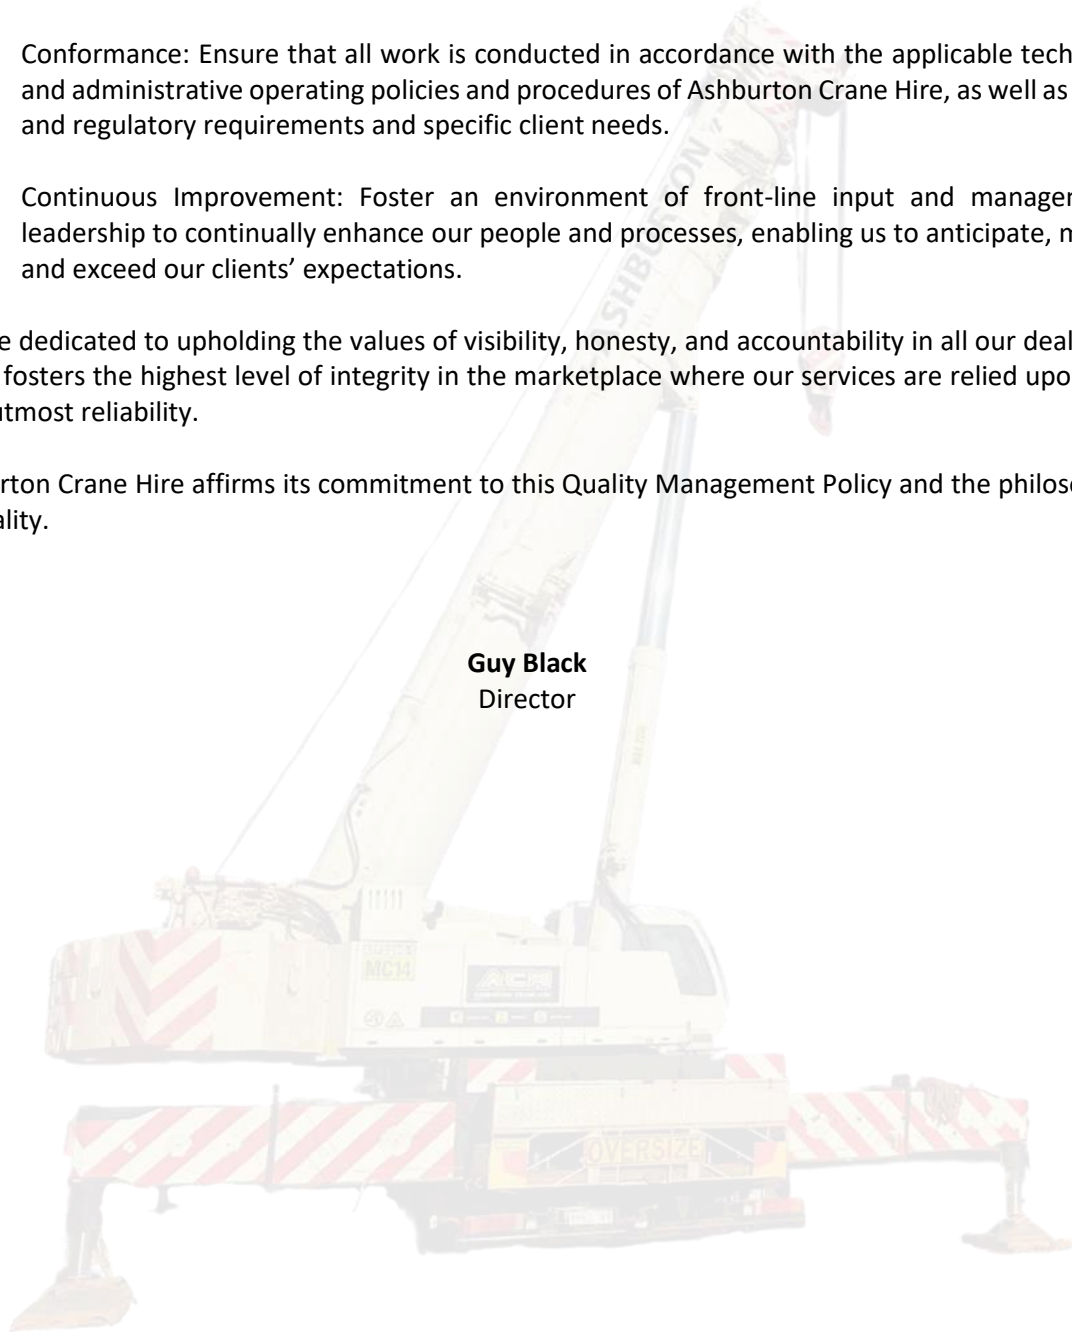 Conformance: Ensure that all work is conducted in accordance with the applicable tech
and administrative operating policies and procedures of Ashburton Crane Hire, as well as
and regulatory requirements and specific client needs.
Continuous Improvement: Foster an environment of front-line input and manager
leadership to continually enhance our people and processes, enabling us to anticipate, m
and exceed our clients’ expectations.
e dedicated to upholding the values of visibility, honesty, and accountability in all our deal
fosters the highest level of integrity in the marketplace where our services are relied upo
utmost reliability.
rton Crane Hire affirms its commitment to this Quality Management Policy and the philoso
ality.
Guy Black
Director
ASHBURTON
MC14
ACH
OVERSIZE